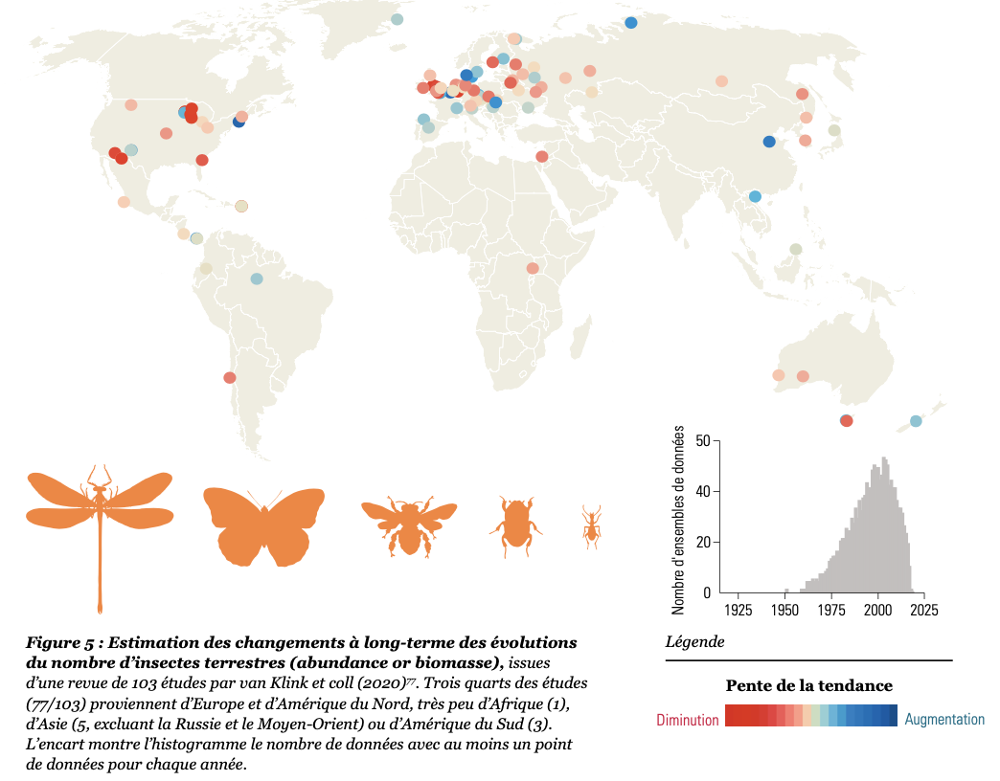 Nombre d'ensembles de données
50
40
20
0
1925 1950 1975 2000 2025
Légende
Pente de la tendance
Diminution Augmentation
Figure 5 : Estimation des changements à long-terme des évolutions
du nombre d’insectes terrestres (abundance or biomasse), issues
d’une revue de 103 études par van Klink et coll (2020)⁷⁷. Trois quarts des études
(77/103) proviennent d’Europe et d’Amérique du Nord, très peu d’Afrique (1),
d’Asie (5, excluant la Russie et le Moyen-Orient) ou d’Amérique du Sud (3).
L’encart montre l’histogramme le nombre de données avec au moins un point
de données pour chaque année.